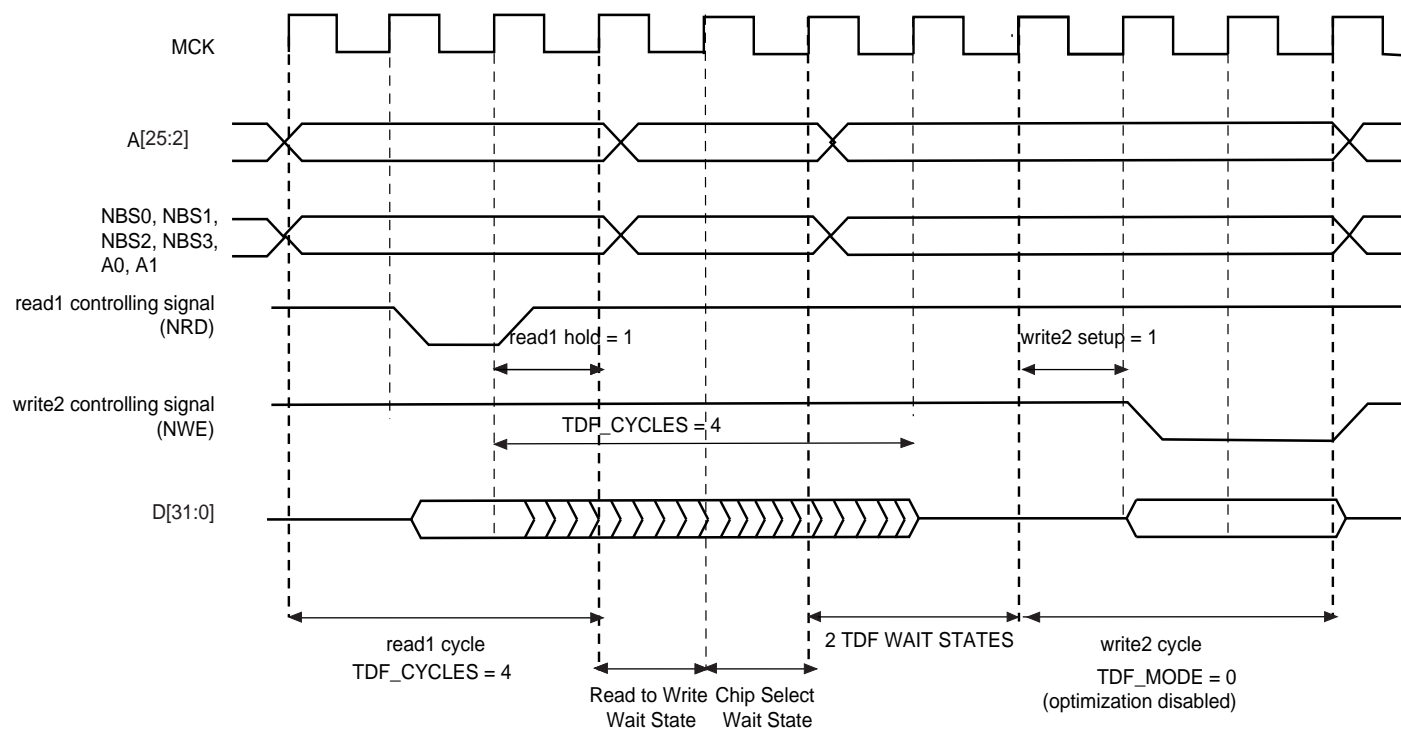 MCK
A[25:2]
NBS0, NBS1,
NBS2, NBS3,
A0, A1
read1 controlling signal
(NRD)
read1 hold = 1
write2 setup = 1
write2 controlling signal
(NWE)
TDF_CYCLES = 4
D[31:0]
read1 cycle
TDF_CYCLES = 4
2 TDF WAIT STATES
write2 cycle
TDF_MODE = 0
(optimization disabled)
Read to Write
Wait State
Chip Select
Wait State